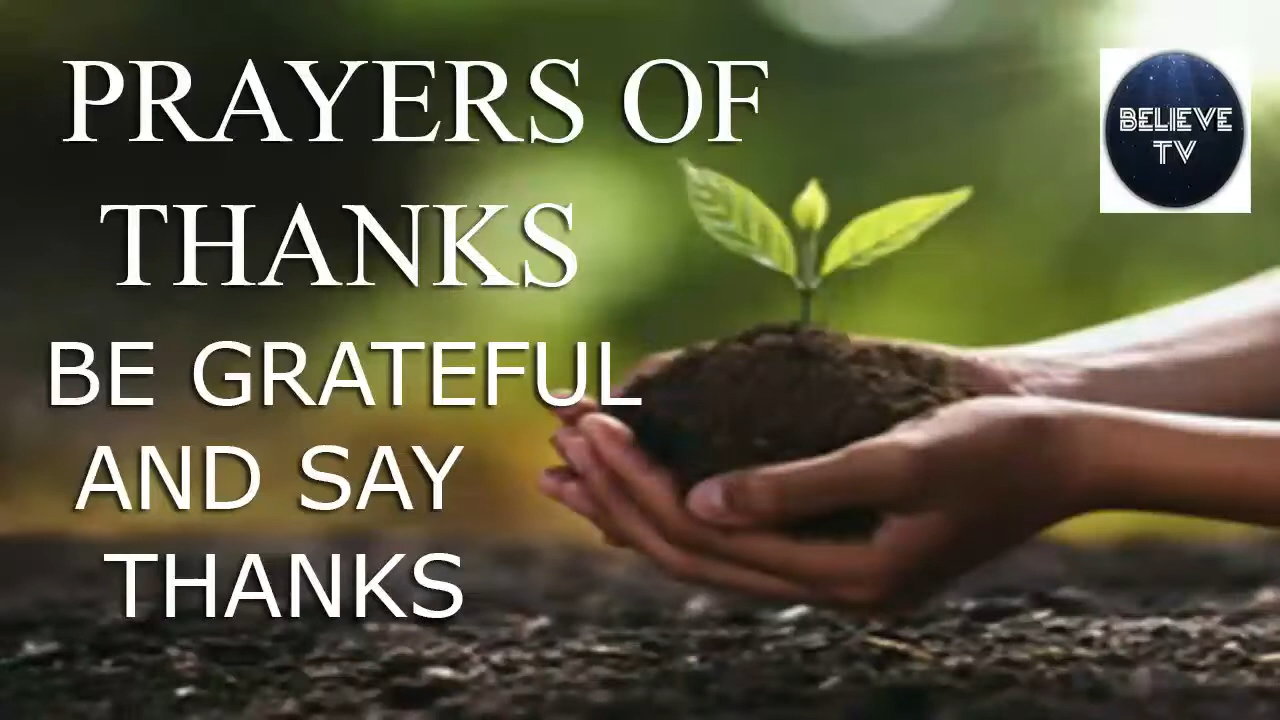 PRAYERS OF
THANKS
BE GRATEFUL
AND SAY
THANKS
BELIEVE
TV